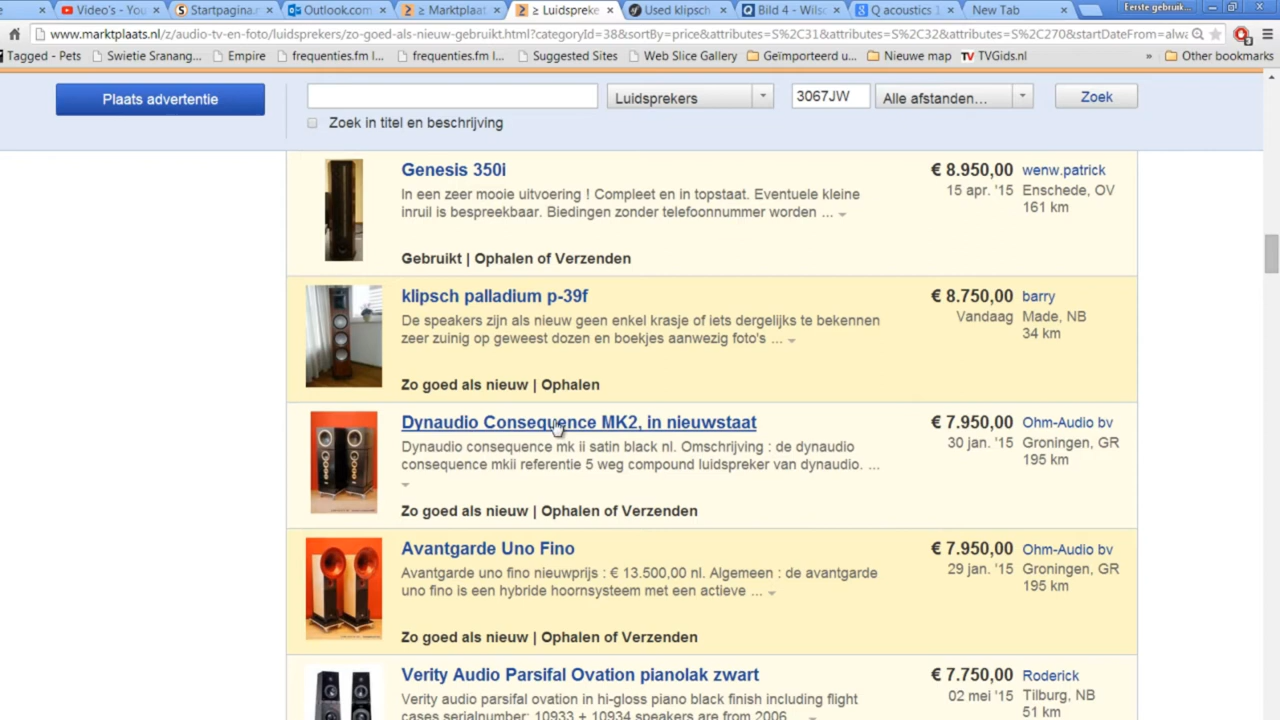 Video's - You
Startpagina.
Outlook.com
≥ Marktplaat
≥ Luidspreke
Used klipsch
Bild 4 - Wils
Q acoustics 1
New Tab
Eerste gebruik...
www.marktplaats.nl/z/audio-tv-en-foto/luidsprekers/zo-goed-als-nieuw-gebruikt.html?categoryId=38&sortBy=price&attributes=S%2C31&attributes=S%2C32&attributes=S%2C270&startDateFrom=alwa
Tagged - Pets
Swietie Sranang...
Empire
frequenties.fm l...
frequenties.fm l...
Suggested Sites
Web Slice Gallery
Geïmporteerd u...
Nieuwe map
TV TVGids.nl
»
Other bookmarks
Plaats advertentie
Luidsprekers
3067JW
Alle afstanden...
Zoek
Zoek in titel en beschrijving
Genesis 350i
€ 8.950,00 wenw.patrick
In een zeer mooie uitvoering ! Compleet en in topstaat. Eventuele kleine
15 apr. '15 Enschede, OV
inruil is bespreekbaar. Biedingen zonder telefoonnummer worden ...
161 km
Gebruikt | Ophalen of Verzenden
klipsch palladium p-39f
€ 8.750,00 barry
De speakers zijn als nieuw geen enkel krasje of iets dergelijks te bekennen
Vandaag Made, NB
zeer zuinig op geweest dozen en boekjes aanwezig foto's ...
34 km
Zo goed als nieuw | Ophalen
Dynaudio Consequence MK2, in nieuwstaat
€ 7.950,00 Ohm-Audio bv
Dynaudio consequence mk ii satin black nl. Omschrijving : de dynaudio
30 jan. '15 Groningen, GR
consequence mkii referentie 5 weg compound luidspreker van dynaudio. ...
195 km
Zo goed als nieuw | Ophalen of Verzenden
Avantgarde Uno Fino
€ 7.950,00 Ohm-Audio bv
Avantgarde uno fino nieuwprijs : € 13.500,00 nl. Algemeen : de avantgarde
29 jan. '15 Groningen, GR
uno fino is een hybride hoornsysteem met een actieve ...
195 km
Zo goed als nieuw | Ophalen of Verzenden
Verity Audio Parsifal Ovation pianolak zwart
€ 7.750,00 Roderick
Verity audio parsifal ovation in hi-gloss piano black finish including flight
02 mei '15 Tilburg, NB
cases serialnumber: 10933 + 10934 speakers are from 2006
51 km